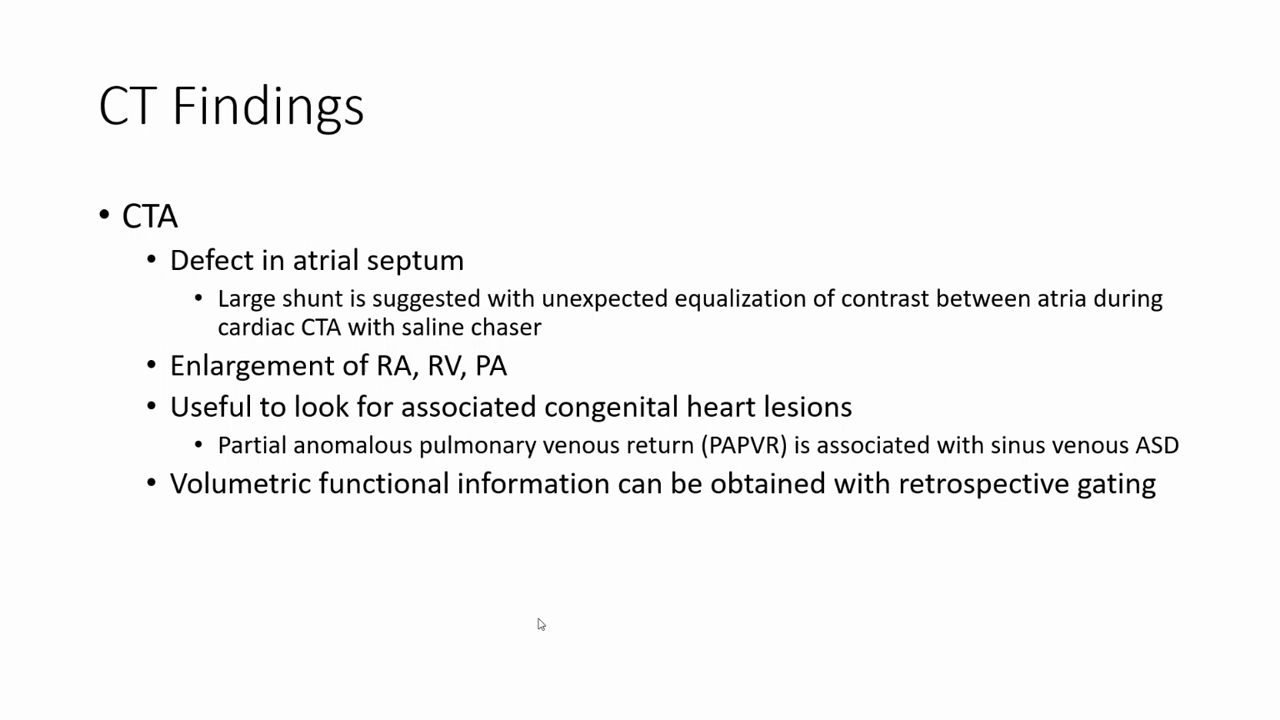 CT Findings
• CTA
• Defect in atrial septum
• Large shunt is suggested with unexpected equalization of contrast between atria during
cardiac CTA with saline chaser
• Enlargement of RA, RV, PA
• Useful to look for associated congenital heart lesions
• Partial anomalous pulmonary venous return (PAPVR) is associated with sinus venous ASD
• Volumetric functional information can be obtained with retrospective gating